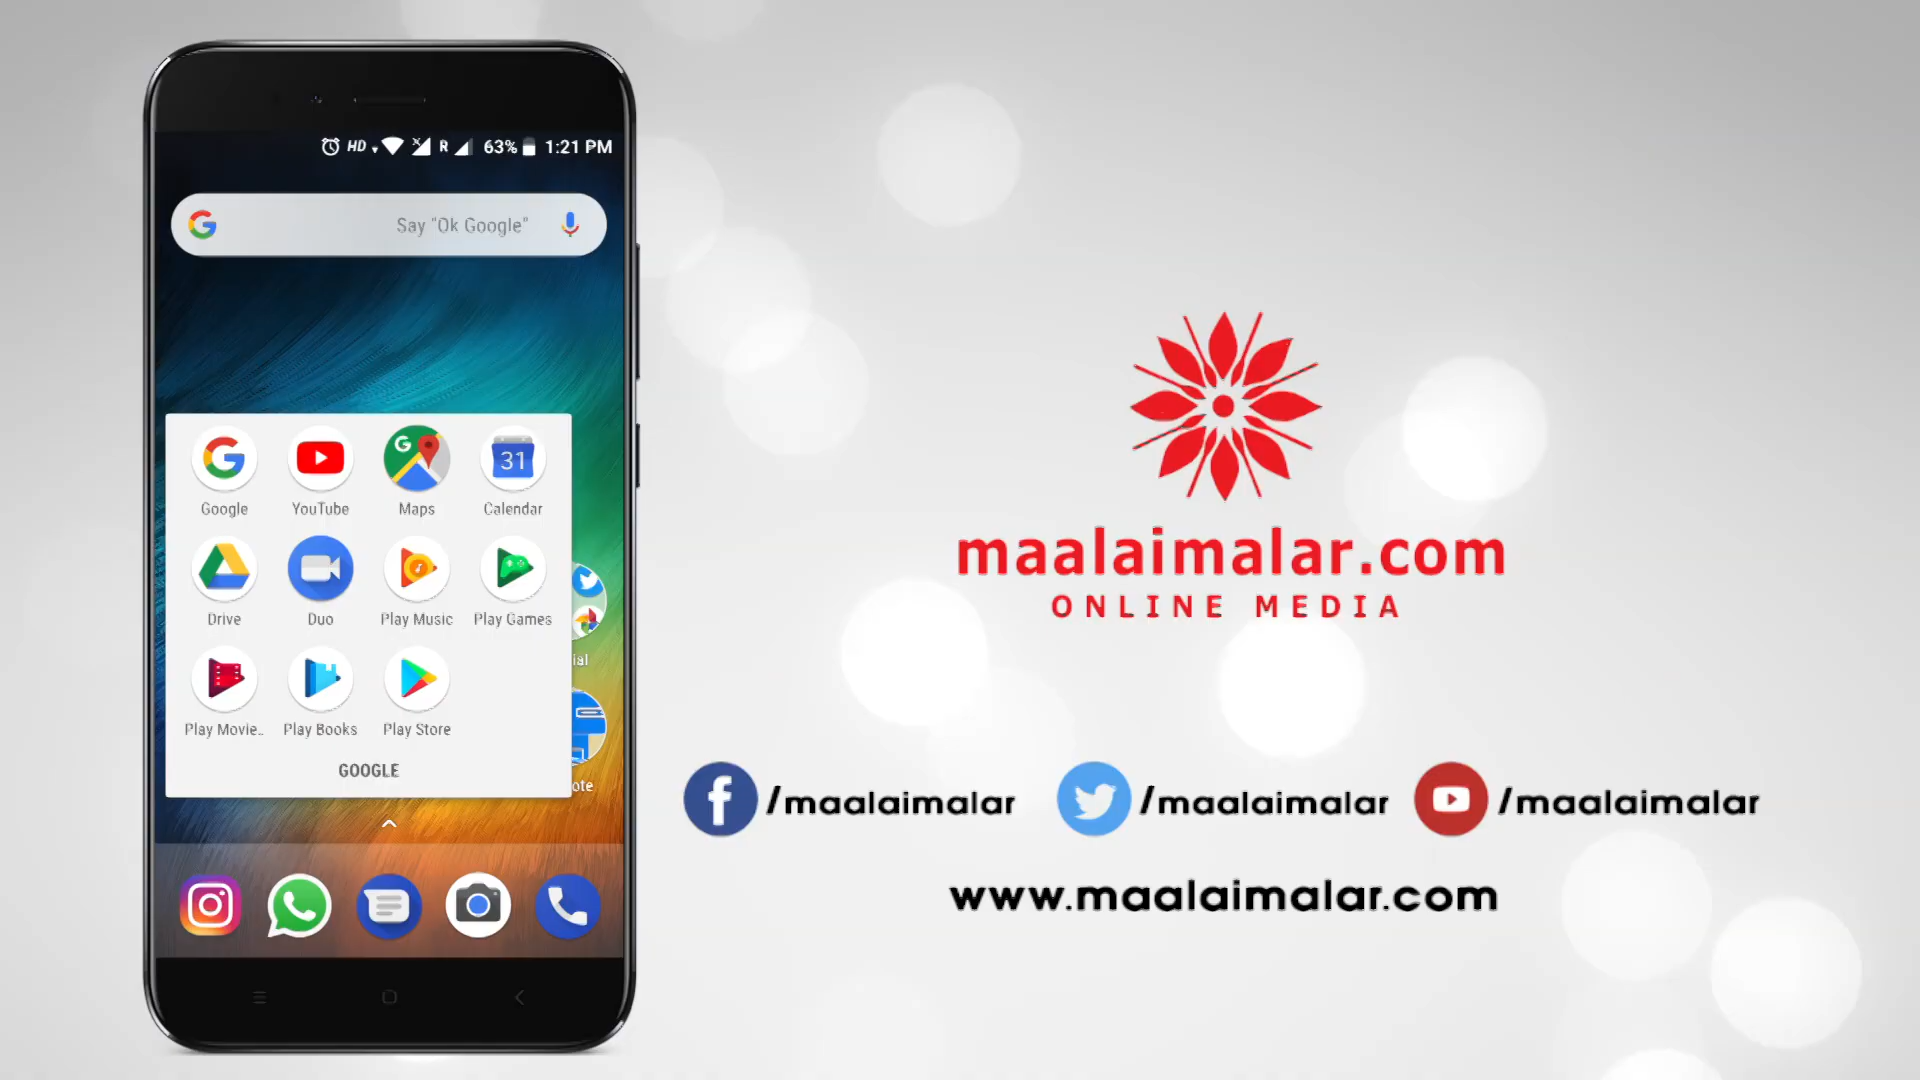 HD R 63% 1:21 PM
Say "Ok Google"
Google YouTube Maps Calendar
31
Drive Duo Play Music Play Games
Play Movie.. Play Books Play Store
GOOGLE
maalaimalar.com
ONLINE MEDIA
/maalaimalar /maalaimalar /maalaimalar
www.maalaimalar.com